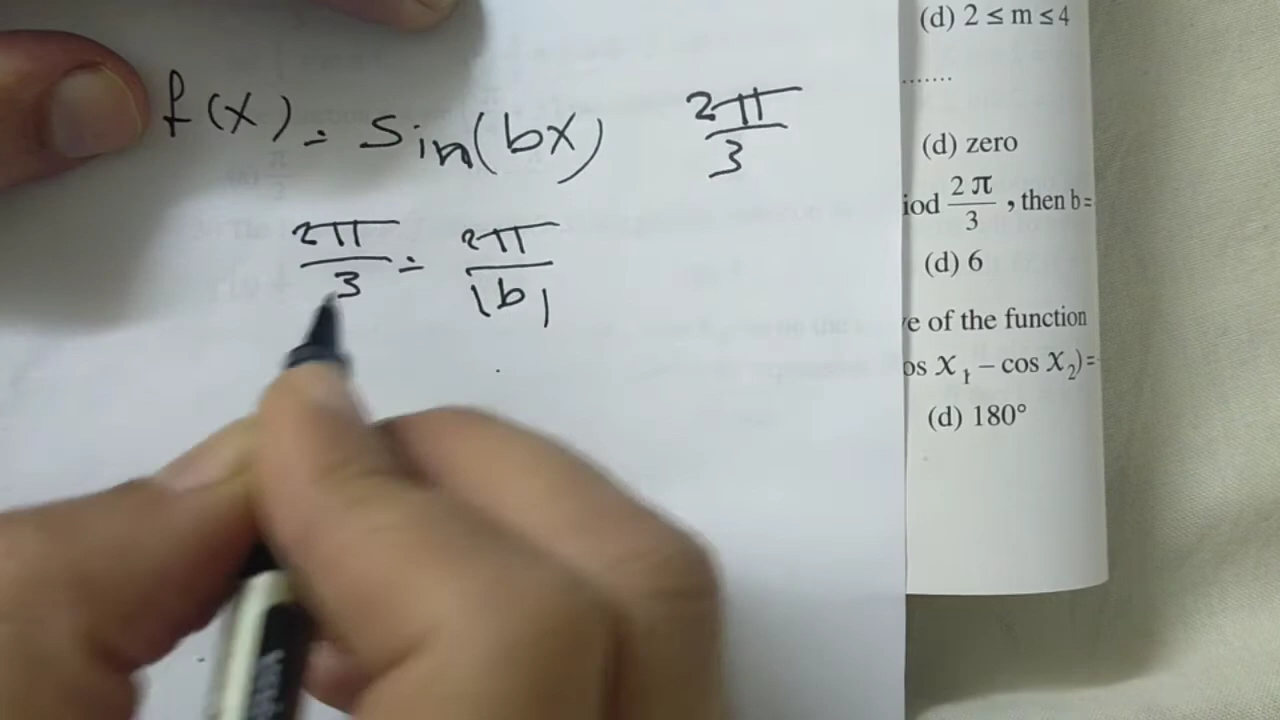 f(x) = Sin(bx) 2π/3
2π/3 = 2π/|b|
(d) 2 ≤ m ≤ 4
........
(d) zero
iod 2π/3 , then b=
(d) 6
e of the function
os X₁ – cos X₂)=
(d) 180°